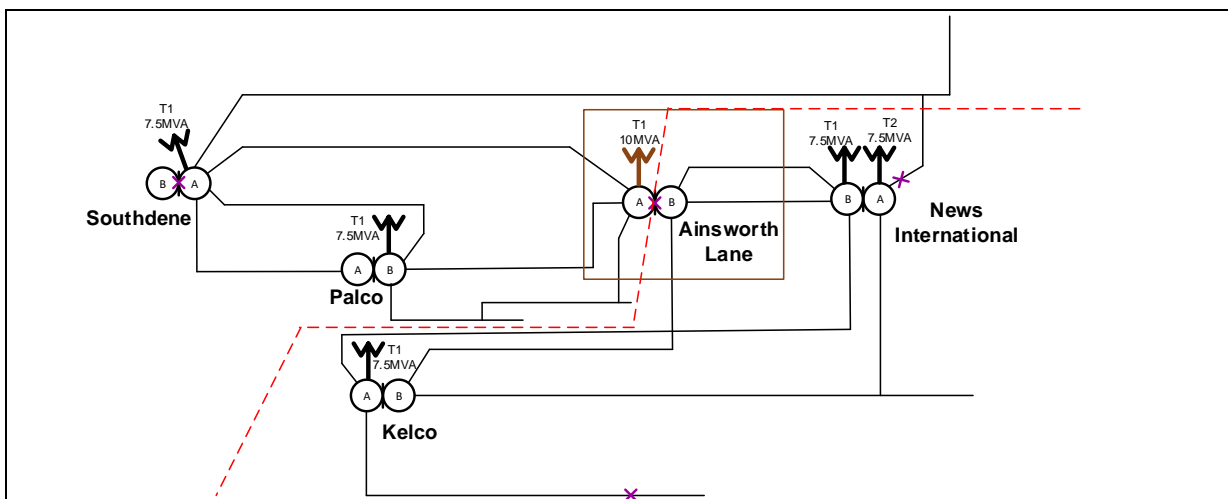 T1
7.5MVA
B
A
Southdene
T1
7.5MVA
A
B
Palco
T1
10MVA
A
B
Ainsworth
Lane
T1
7.5MVA
T2
7.5MVA
B
A
News
International
T1
7.5MVA
A
B
Kelco